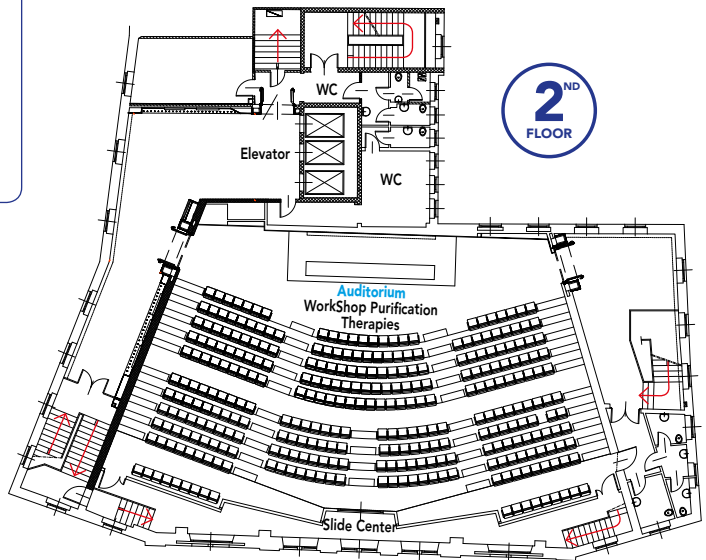 2ND
FLOOR
WC
Elevator
WC
Auditorium
WorkShop Purification
Therapies
Slide Center